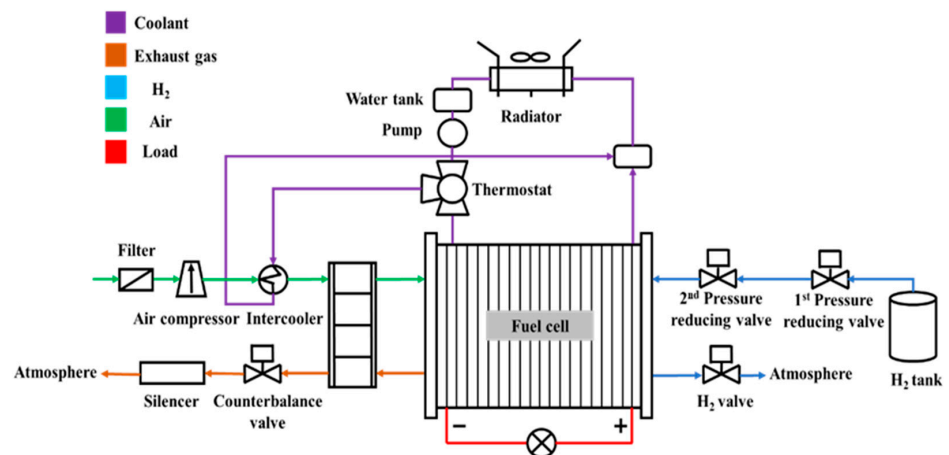 Coolant
Exhaust gas
H₂
Air
Load
Water tank
Radiator
Pump
Thermostat
Filter
Air compressor
Intercooler
2nd Pressure
reducing valve
1st Pressure
reducing valve
Fuel cell
Atmosphere
Silencer
Counterbalance
valve
H₂ valve
Atmosphere
H₂ tank
− +